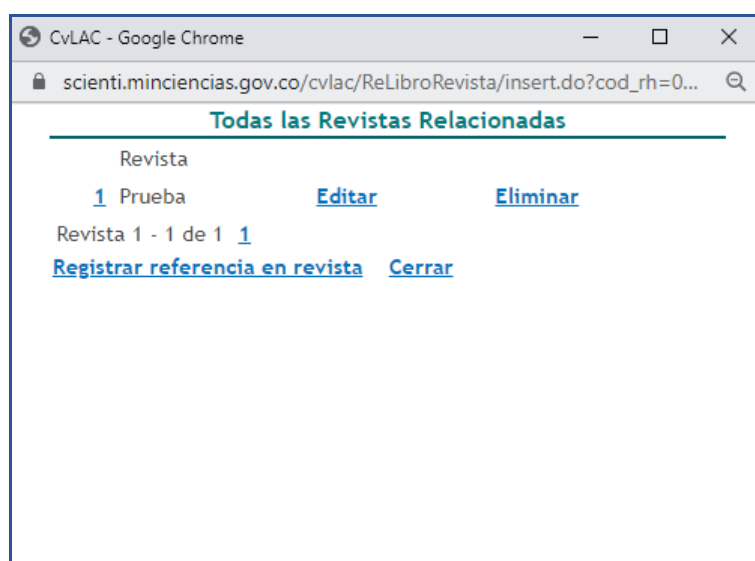 CvLAC - Google Chrome
scienti.minciencias.gov.co/cvlac/ReLibroRevista/insert.do?cod_rh=0...
Todas las Revistas Relacionadas
Revista
1 Prueba Editar Eliminar
Revista 1 - 1 de 1 1
Registrar referencia en revista Cerrar